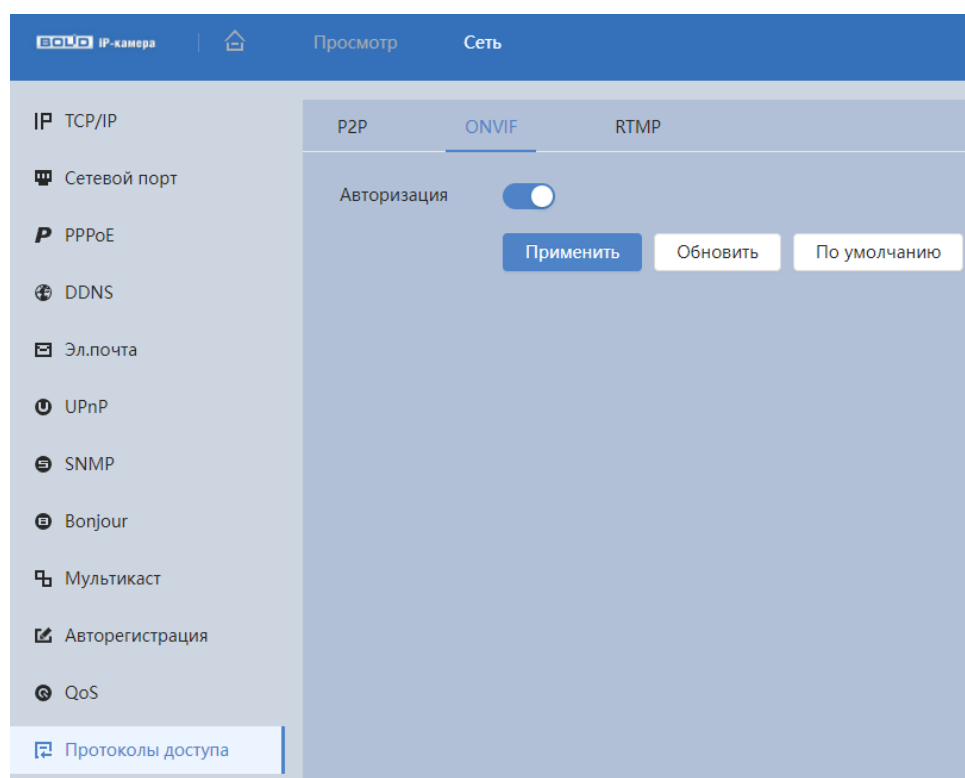 BOLID IP-камера Просмотр Сеть
TCP/IP
Сетевой порт
PPPoE
DDNS
Эл.почта
UPnP
SNMP
Bonjour
Мультикаст
Авторегистрация
QoS
Протоколы доступа
P2P ONVIF RTMP
Авторизация
Применить Обновить По умолчанию